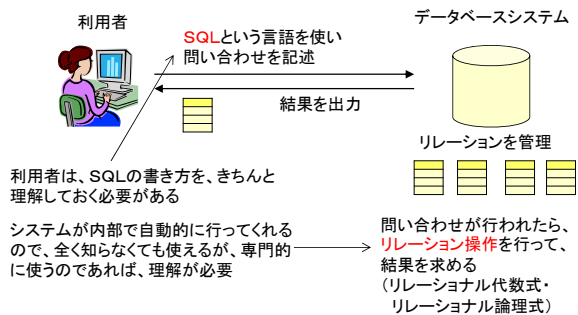 利用者
データベースシステム
SQLという言語を使い
問い合わせを記述
結果を出力
リレーションを管理
利用者は、SQLの書き方を、きちんと
理解しておく必要がある
システムが内部で自動的に行ってくれる
ので、全く知らなくても使えるが、専門的
に使うのであれば、理解が必要
問い合わせが行われたら、
リレーション操作を行って、
結果を求める
(リレーショナル代数式・
リレーショナル論理式)